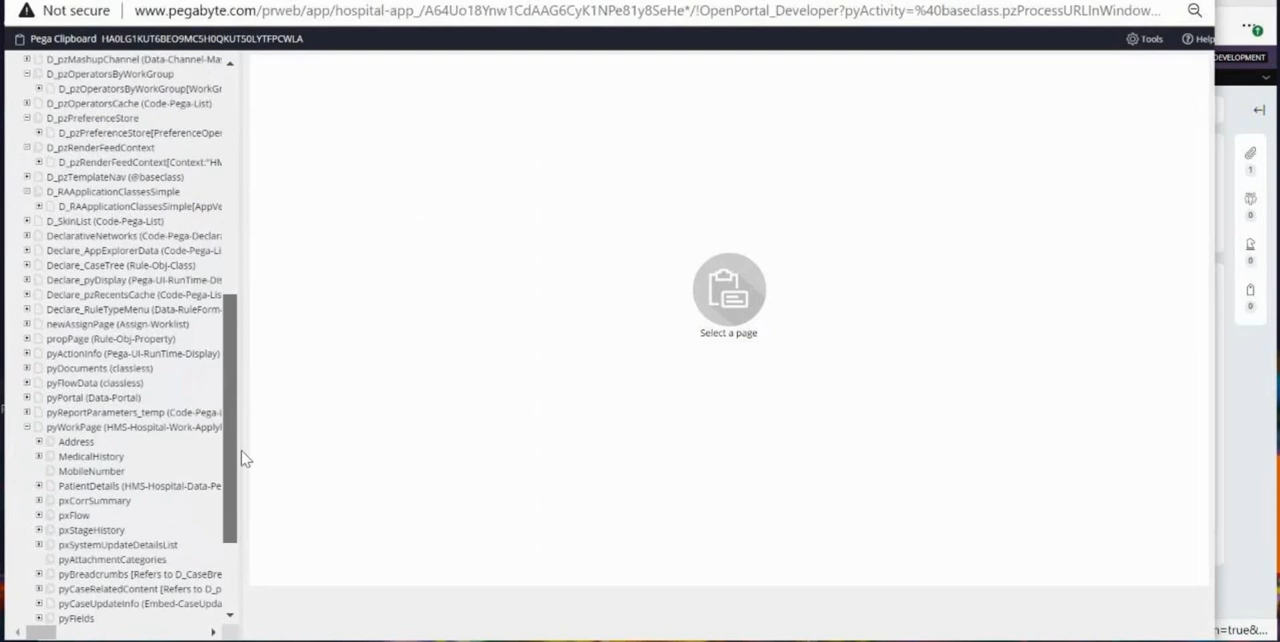 Not secure www.pegabyte.com/prweb/app/hospital-app_/A64Uo18Ynw1CdAAG6CyK1NPe81y8SeHe*/!OpenPortal_Developer?pyActivity=%40baseclass.pzProcessURLInWindow...
Pega Clipboard HA0LG1KUT6BEO9MC5H0QKUT50LYTFPCWLA Tools Help
DEVELOPMENT
D_pzMashupChannel (Data-Channel-Ma
D_pzOperatorsByWorkGroup
D_pzOperatorsByWorkGroup[WorkGr
D_pzOperatorsCache (Code-Pega-List)
D_pzPreferenceStore
D_pzPreferenceStore[PreferenceOper
D_pzRenderFeedContext
D_pzRenderFeedContext[Context:"HM
D_pzTemplateNav (@baseclass)
D_RAApplicationClassesSimple
D_RAApplicationClassesSimple[AppVe
D_SkinList (Code-Pega-List)
DeclarativeNetworks (Code-Pega-Declar
Declare_AppExplorerData (Code-Pega-Li
Declare_CaseTree (Rule-Obj-Class)
Declare_pyDisplay (Pega-UI-RunTime-Di
Declare_pzRecentsCache (Code-Pega-Lis
Declare_RuleTypeMenu (Data-RuleForm-
newAssignPage (Assign-Worklist)
propPage (Rule-Obj-Property)
pyActionInfo (Pega-UI-RunTime-Display)
pyDocuments (classless)
pyFlowData (classless)
pyPortal (Data-Portal)
pyReportParameters_temp (Code-Pega-L
pyWorkPage (HMS-Hospital-Work-Applyl
Address
MedicalHistory
MobileNumber
PatientDetails (HMS-Hospital-Data-Pe
pxCorrSummary
pxFlow
pxStageHistory
pxSystemUpdateDetailsList
pyAttachmentCategories
pyBreadcrumbs [Refers to D_CaseBre
pyCaseRelatedContent [Refers to D_p
pyCaseUpdateInfo (Embed-CaseUpda
pyFields
Select a page
1
0
0
0
n=true&...